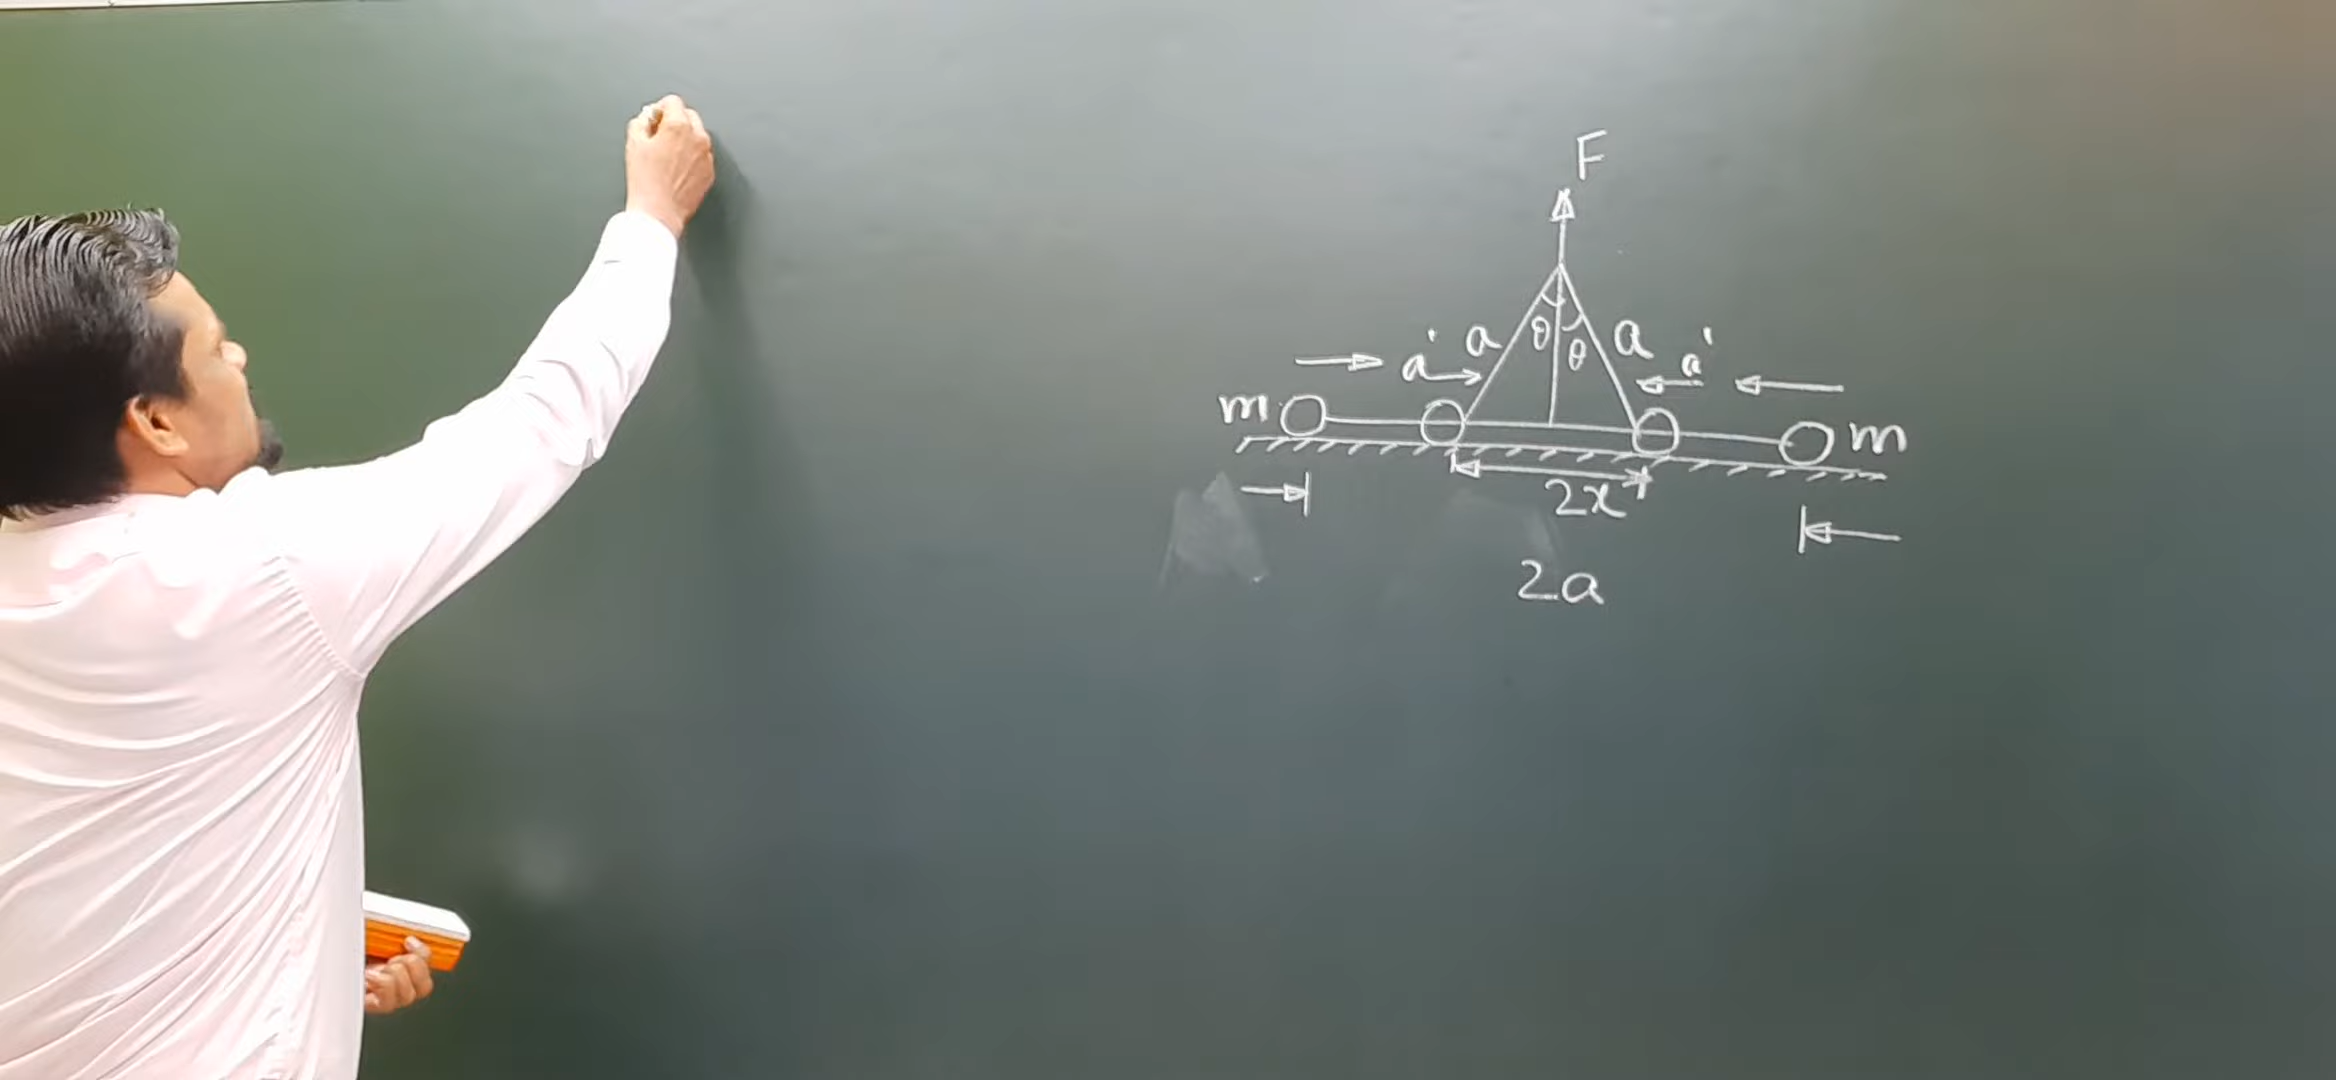 F
θ θ
a' a a a'
m m
2x
2a